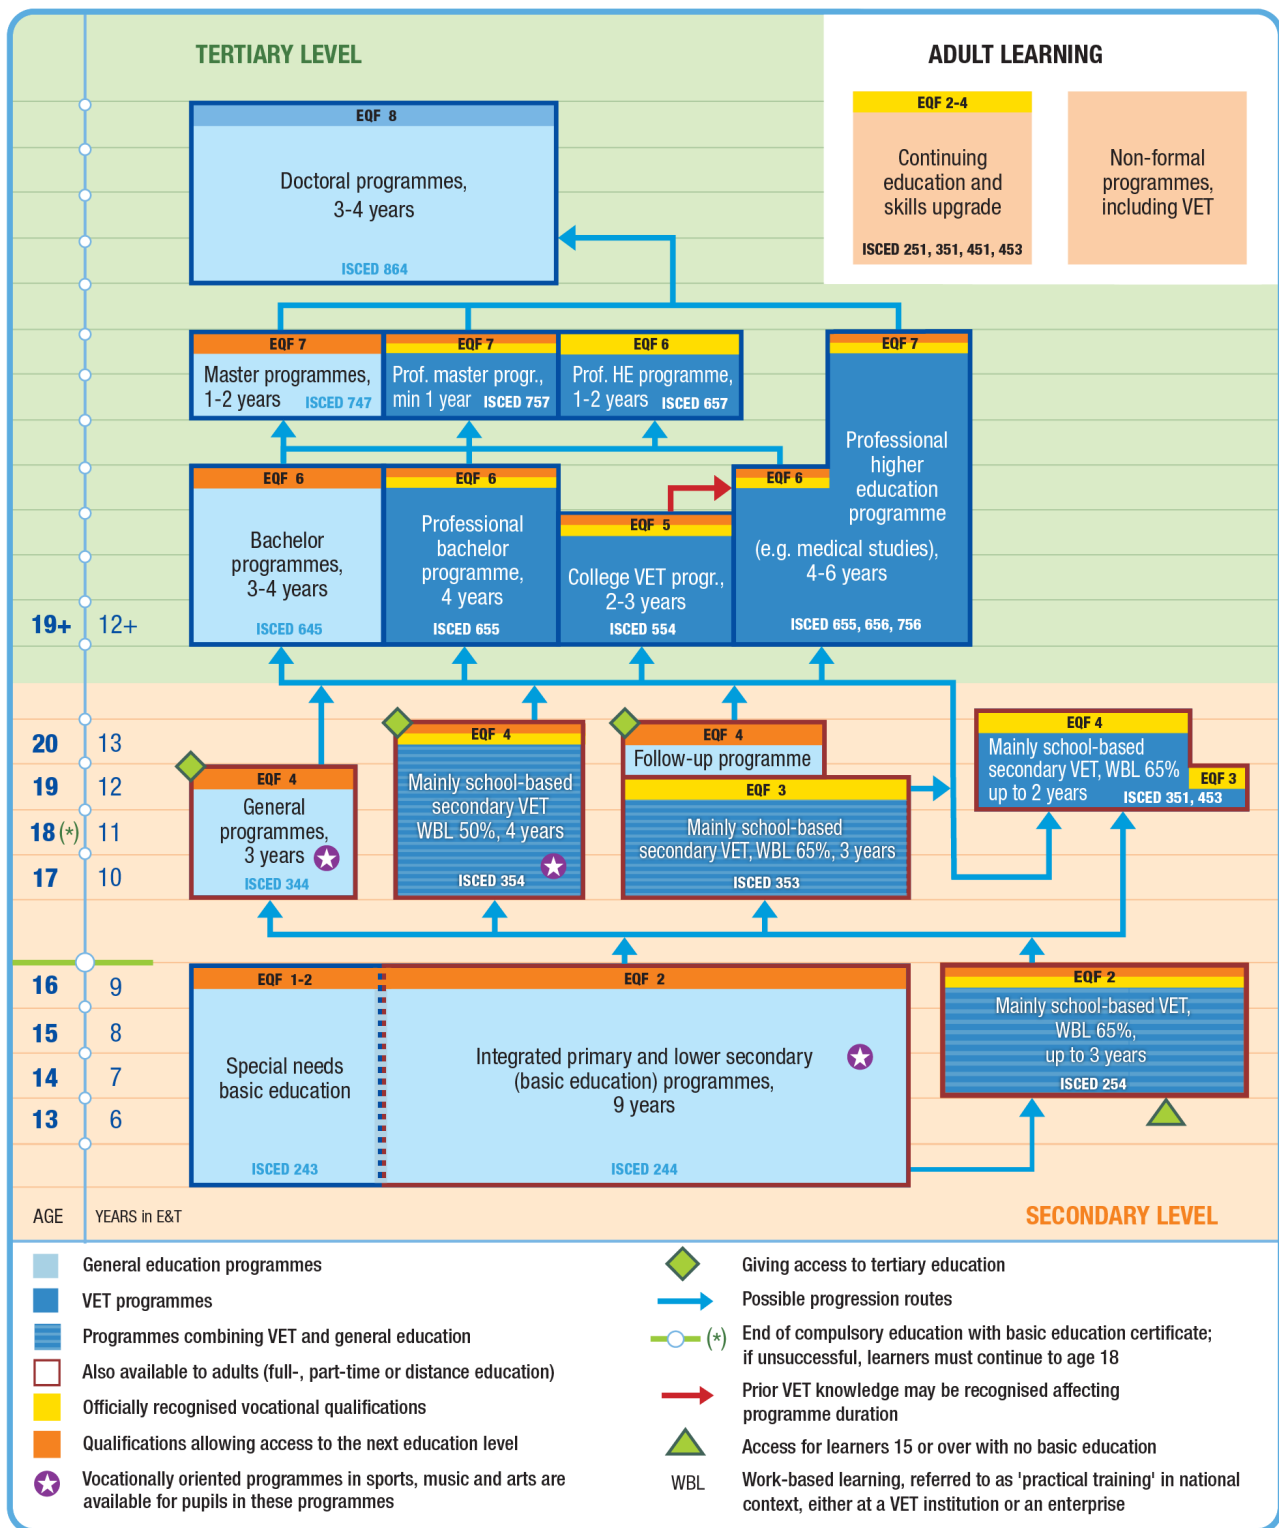 TERTIARY LEVEL
ADULT LEARNING
EQF 2-4
Continuing
education and
skills upgrade
ISCED 251, 351, 451, 453
Non-formal
programmes,
including VET
EQF 8
Doctoral programmes,
3-4 years
ISCED 864
EQF 7
Master programmes,
1-2 years
ISCED 747
EQF 7
Prof. master progr.,
min 1 year
ISCED 757
EQF 6
Prof. HE programme,
1-2 years
ISCED 657
EQF 7
Professional
higher
education
programme
EQF 6
(e.g. medical studies),
4-6 years
ISCED 655, 656, 756
EQF 6
Bachelor
programmes,
3-4 years
ISCED 645
EQF 6
Professional
bachelor
programme,
4 years
ISCED 655
EQF 5
College VET progr.,
2-3 years
ISCED 554
19+ 12+
20 13
19 12
18 (*) 11
17 10
EQF 4
General
programmes,
3 years
ISCED 344
EQF 4
Mainly school-based
secondary VET
WBL 50%, 4 years
ISCED 354
EQF 4
Follow-up programme
EQF 3
Mainly school-based
secondary VET, WBL 65%, 3 years
ISCED 353
EQF 4
Mainly school-based
secondary VET, WBL 65%
up to 2 years
EQF 3
ISCED 351, 453
16 9
15 8
14 7
13 6
EQF 1-2
Special needs
basic education
ISCED 243
EQF 2
Integrated primary and lower secondary
(basic education) programmes,
9 years
ISCED 244
EQF 2
Mainly school-based VET,
WBL 65%,
up to 3 years
ISCED 254
AGE YEARS in E&T
SECONDARY LEVEL
General education programmes
VET programmes
Programmes combining VET and general education
Also available to adults (full-, part-time or distance education)
Officially recognised vocational qualifications
Qualifications allowing access to the next education level
Vocationally oriented programmes in sports, music and arts are
available for pupils in these programmes
Giving access to tertiary education
Possible progression routes
(*) End of compulsory education with basic education certificate;
if unsuccessful, learners must continue to age 18
Prior VET knowledge may be recognised affecting
programme duration
Access for learners 15 or over with no basic education
WBL Work-based learning, referred to as 'practical training' in national
context, either at a VET institution or an enterprise